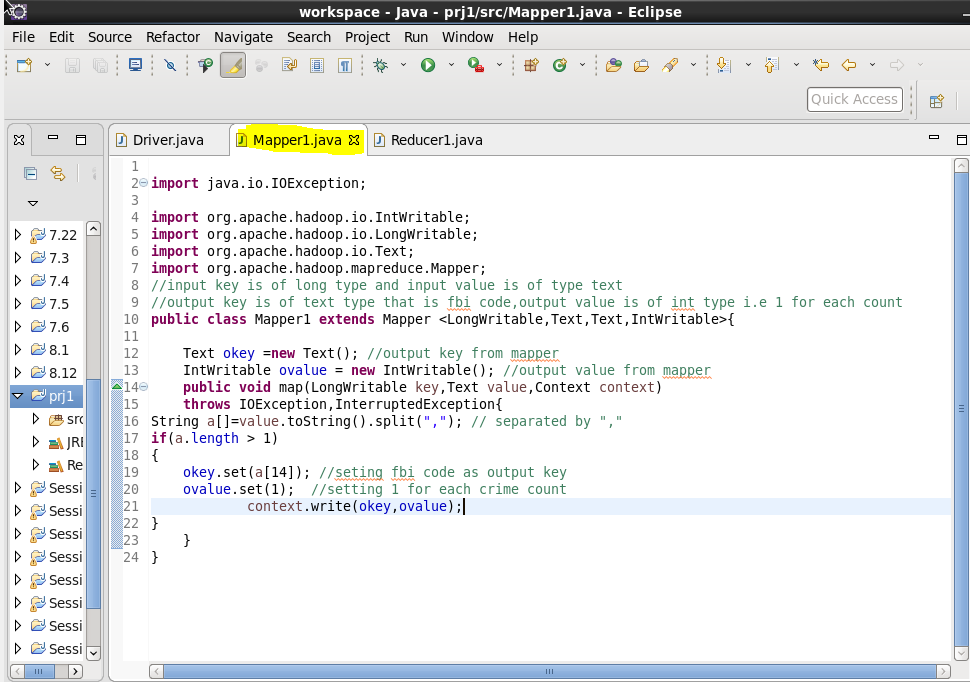 workspace - Java - prj1/src/Mapper1.java - Eclipse
File Edit Source Refactor Navigate Search Project Run Window Help
Quick Access
Driver.java Mapper1.java Reducer1.java
7.22
7.3
7.4
7.5
7.6
8.1
8.12
prj1
src
JRE
Re
Sessi
Sessi
Sessi
Sessi
Sessi
Sessi
Sessi
Sessi
1
2 import java.io.IOException;
3
4 import org.apache.hadoop.io.IntWritable;
5 import org.apache.hadoop.io.LongWritable;
6 import org.apache.hadoop.io.Text;
7 import org.apache.hadoop.mapreduce.Mapper;
8 //input key is of long type and input value is of type text
9 //output key is of text type that is fbi code,output value is of int type i.e 1 for each count
10 public class Mapper1 extends Mapper <LongWritable,Text,Text,IntWritable>{
11
12 Text okey =new Text(); //output key from mapper
13 IntWritable ovalue = new IntWritable(); //output value from mapper
14 public void map(LongWritable key,Text value,Context context)
15 throws IOException,InterruptedException{
16 String a[]=value.toString().split(","); // separated by ","
17 if(a.length > 1)
18 {
19 okey.set(a[14]); //seting fbi code as output key
20 ovalue.set(1); //setting 1 for each crime count
21 context.write(okey,ovalue);
22 }
23 }
24 }